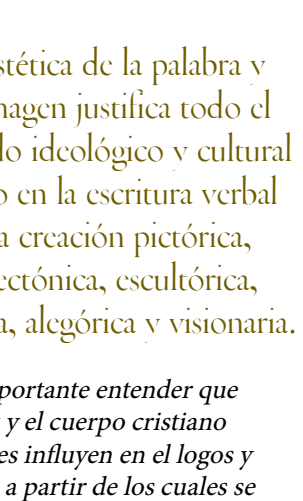 stética de la palabra y
nagen justifica todo el
do ideológico y cultural
o en la escritura verbal
a creación pictórica,
ectónica, escultórica,
a, alegórica y visionaria.
portante entender que
y el cuerpo cristiano
es influyen en el logos y
a partir de los cuales se